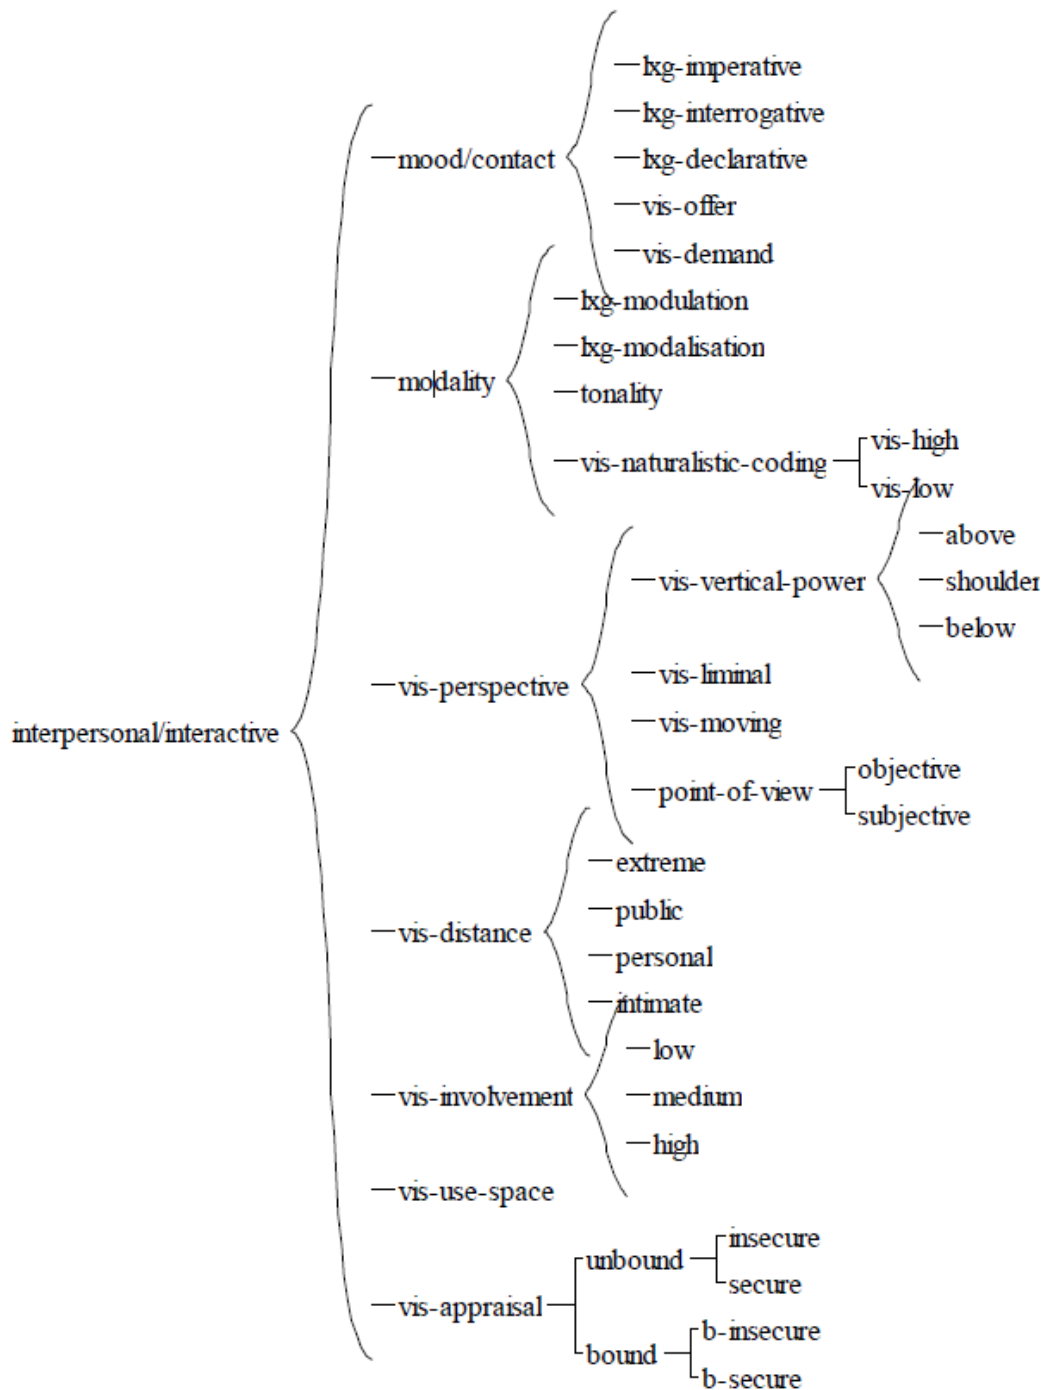 lxg-imperative
lxg-interrogative
mood/contact
lxg-declarative
vis-offer
vis-demand
lxg-modulation
lxg-modalisation
modality
tonality
vis-high
vis-naturalistic-coding
vis-low
above
vis-vertical-power
shoulder
below
vis-liminal
vis-perspective
vis-moving
interpersonal/interactive
objective
point-of-view
subjective
extreme
public
vis-distance
personal
intimate
low
vis-involvement
medium
high
vis-use-space
insecure
unbound
secure
vis-appraisal
b-insecure
bound
b-secure